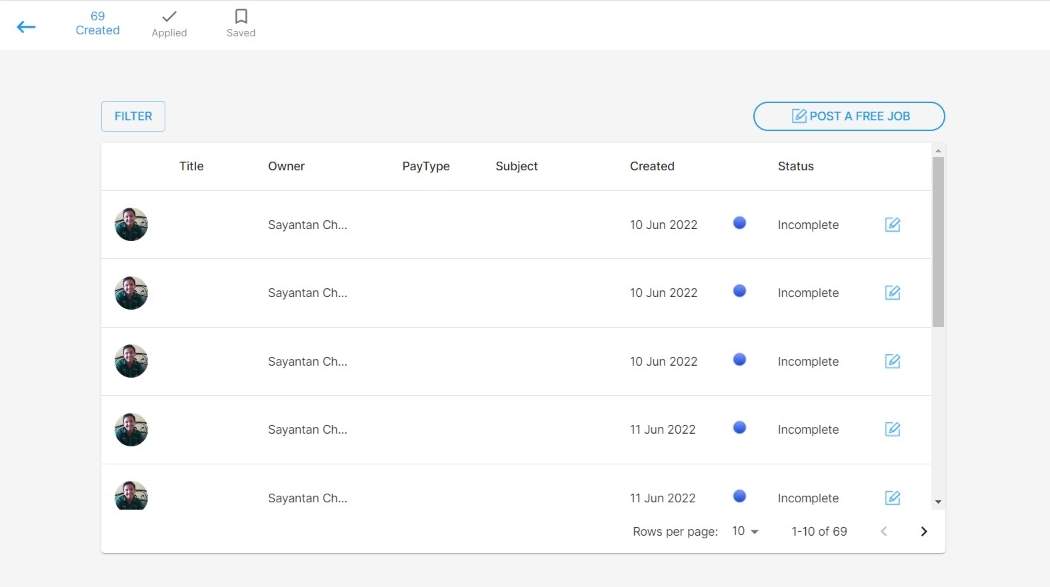 69
Created
Applied
Saved
FILTER
POST A FREE JOB
Title Owner PayType Subject Created Status
Sayantan Ch... 10 Jun 2022 Incomplete
Sayantan Ch... 10 Jun 2022 Incomplete
Sayantan Ch... 10 Jun 2022 Incomplete
Sayantan Ch... 11 Jun 2022 Incomplete
Sayantan Ch... 11 Jun 2022 Incomplete
Rows per page: 10 1-10 of 69